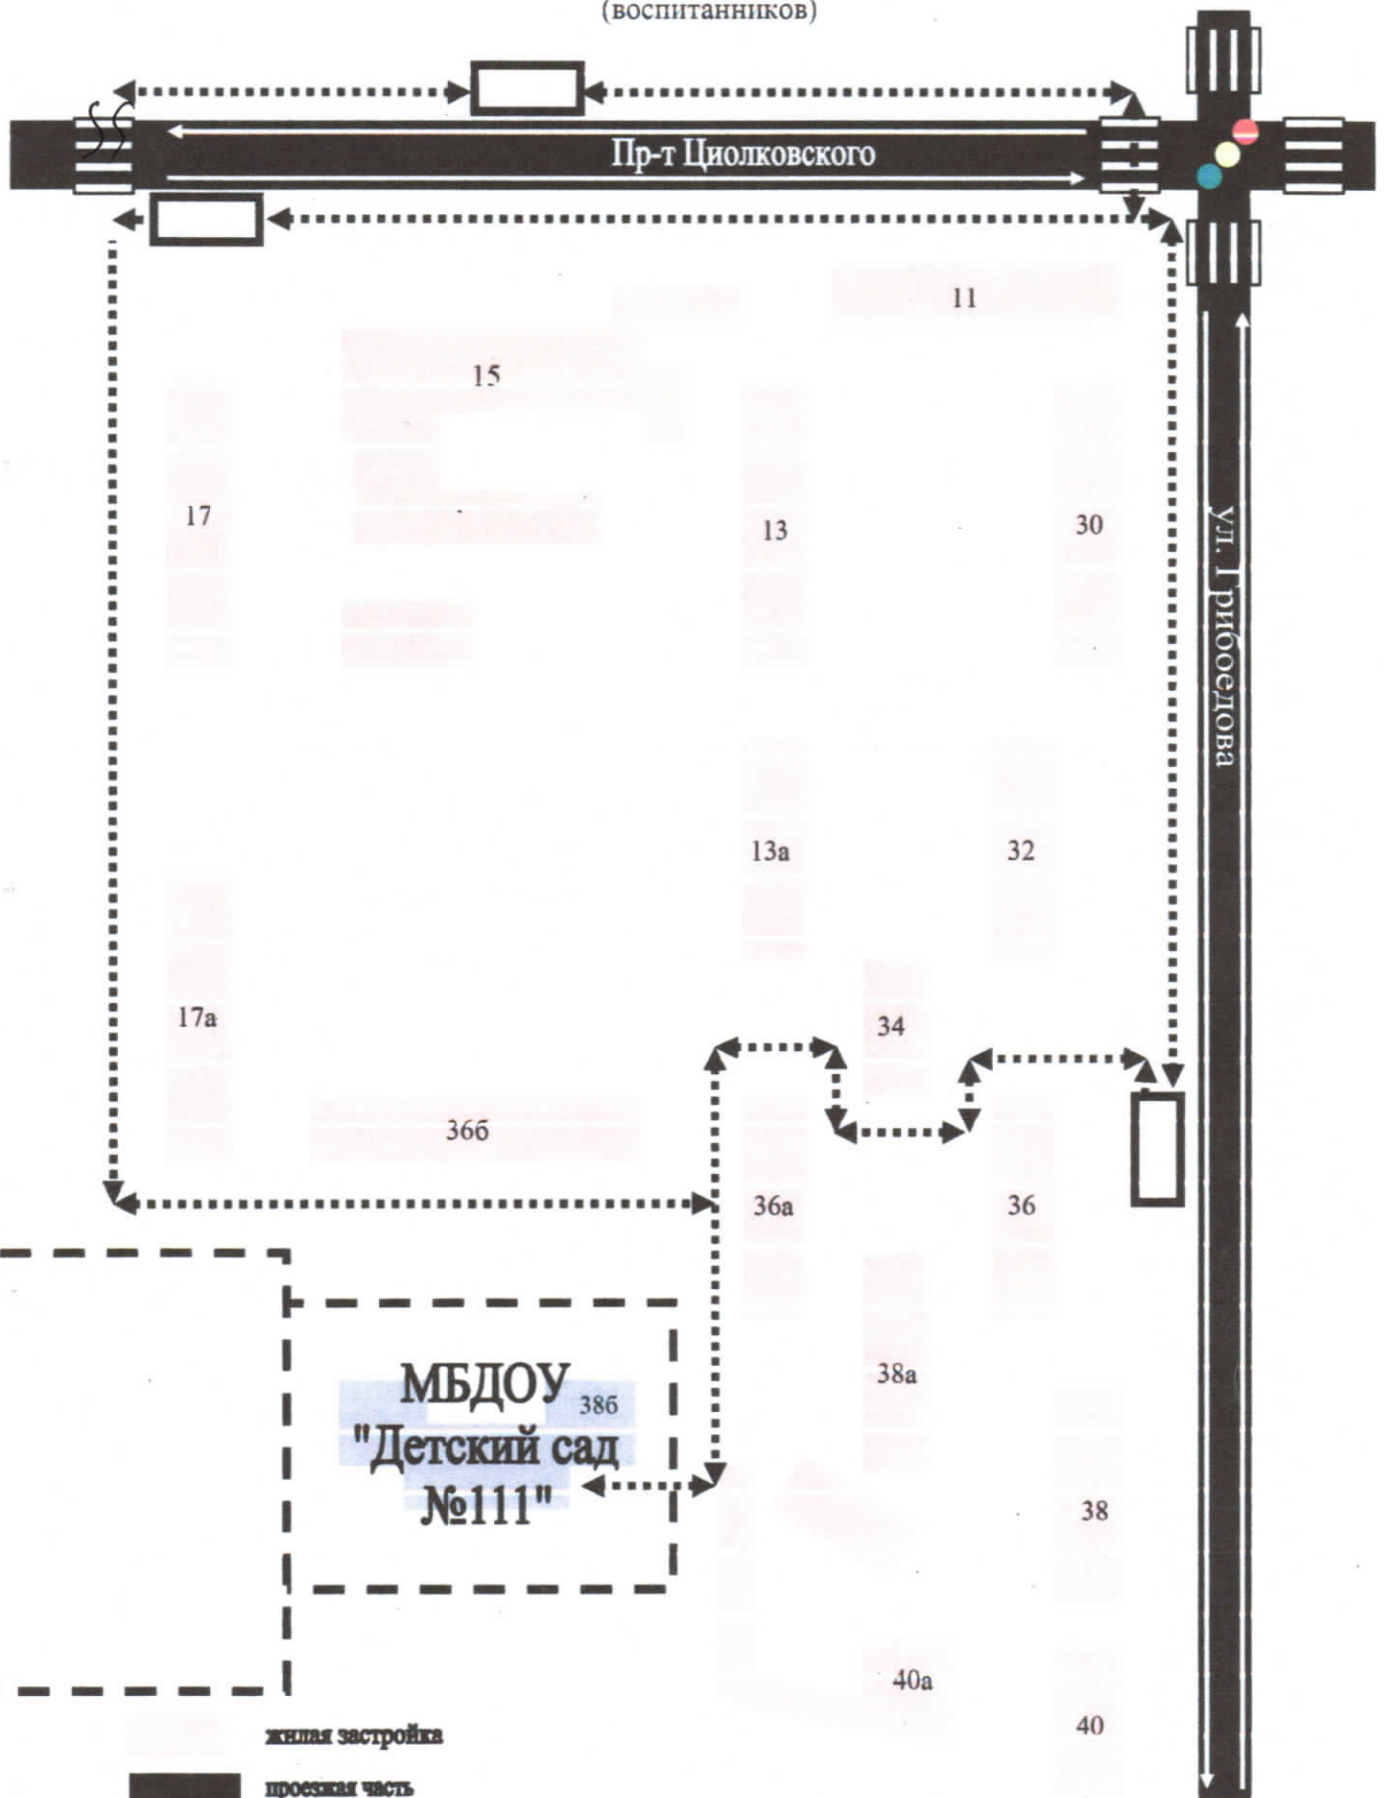 (воспитанников)
Пр-т Циолковского
11
15
17
13
30
ул. Грибоедова
13а
32
17а
34
36б
36а
36
38а
МБДОУ
38б
"Детский сад
№111"
38
40а
40
жилая застройка
проезжая часть